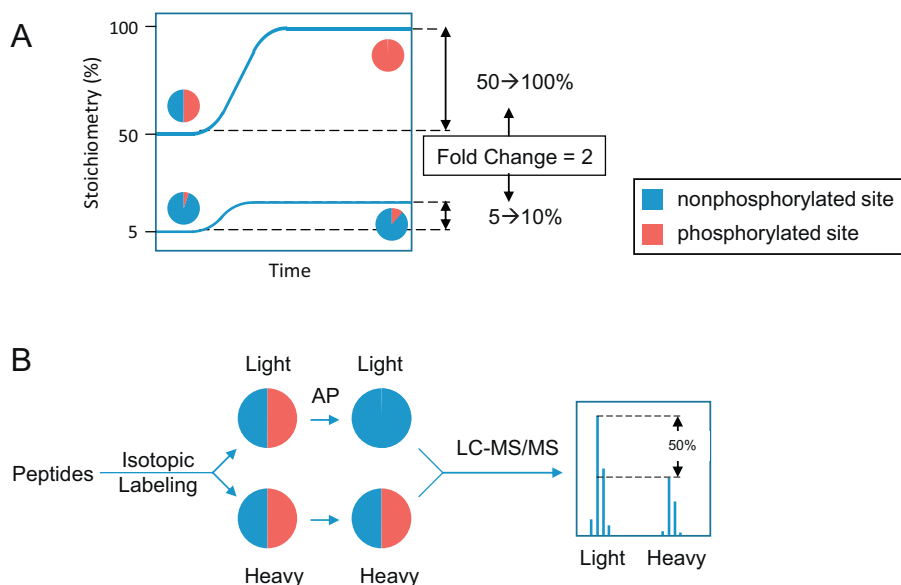 A
Stoichiometry (%)
100
50
5
Time
50→100%
Fold Change = 2
5→10%
nonphosphorylated site
phosphorylated site
B
Light
Light
AP
Peptides
Isotopic
Labeling
LC-MS/MS
50%
Heavy
Heavy
Light
Heavy